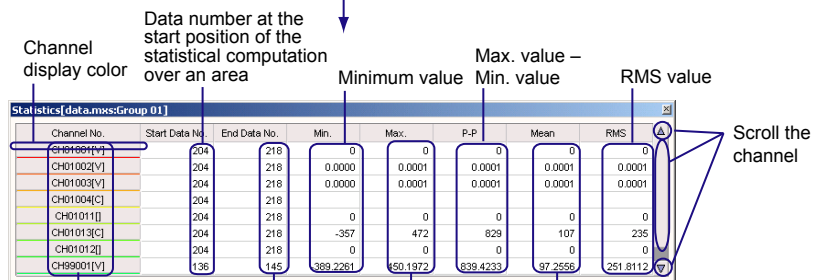 Data number at the
start position of the
statistical computation
over an area
Channel
display color
Minimum value
Max. value –
Min. value
RMS value
Statistics[data.mxs:Group 01]
Channel No. Start Data No. End Data No. Min. Max. P-P Mean RMS
CH01001[V] 204 218 0 0 0 0 0
CH01002[V] 204 218 0.0000 0.0001 0.0001 0.0001 0.0001
CH01003[V] 204 218 0.0000 0.0001 0.0001 0.0001 0.0001
CH01004[C] 204 218
CH01011[] 204 218 0 0 0 0 0
CH01013[C] 204 218 -357 472 829 107 235
CH01012[] 204 218 0 0 0 0 0
CH99001[V] 136 145 -389.2261 450.1972 839.4233 97.2556 251.8112
Scroll the
channel